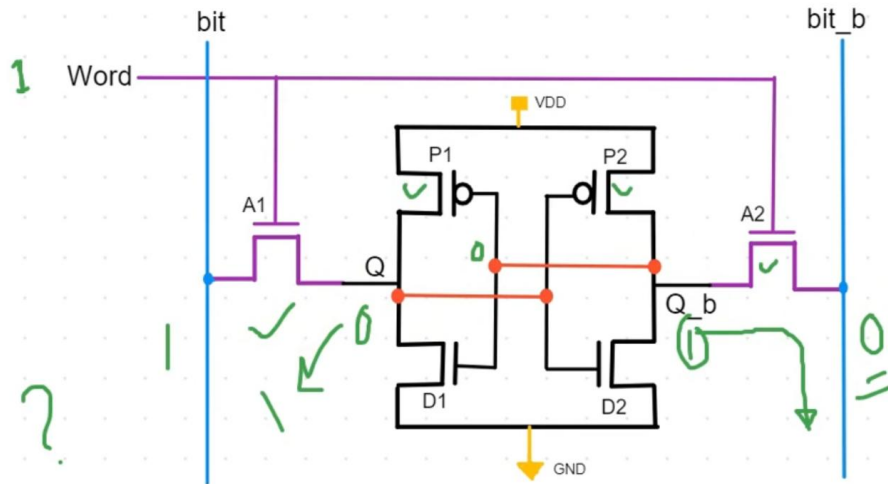 bit
bit_b
1 Word
VDD
P1
P2
A1
A2
0
Q
Q_b
1
0
1
0
1
?
D1
D2
=
GND